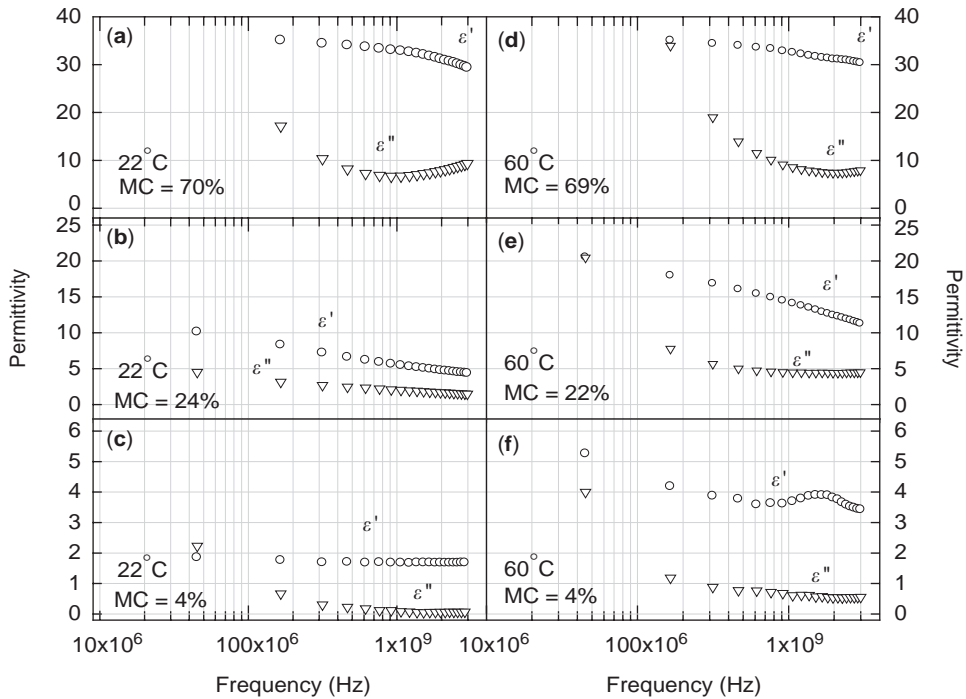 40
(a)
ε'
(d)
ε'
40
30
30
20
20
ε"
ε"
10
22°C
60°C
10
MC = 70%
MC = 69%
0
0
25
(b)
(e)
25
20
20
15
ε'
ε'
15
10
10
22°C
ε"
60°C
ε"
5
5
MC = 24%
MC = 22%
0
0
6
(c)
(f)
6
5
5
ε'
4
4
3
ε'
3
2
2
22°C
60°C
ε"
1
MC = 4%
ε"
MC = 4%
1
0
0
10x10⁶
100x10⁶
1x10⁹
10x10⁶
100x10⁶
1x10⁹
Frequency (Hz)
Frequency (Hz)
Permittivity
Permittivity